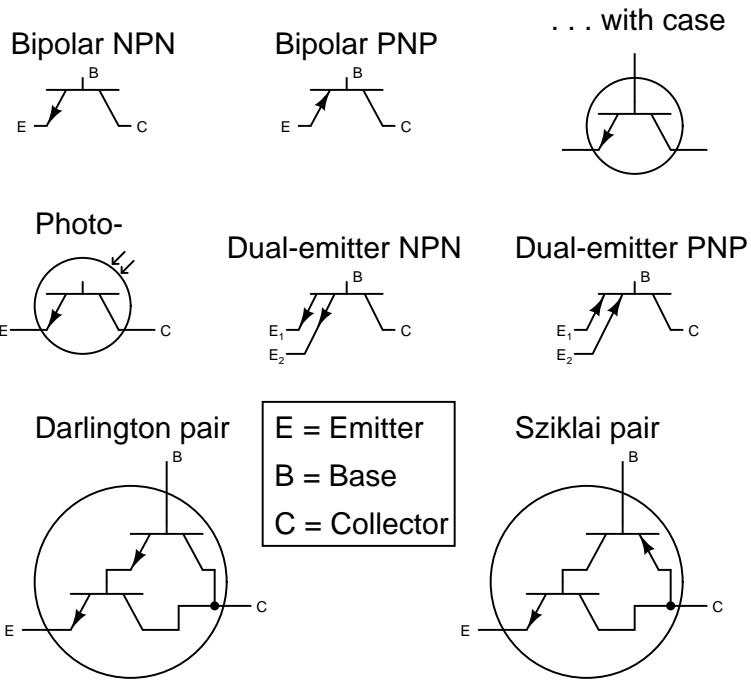 Bipolar NPN
B
E
C
Bipolar PNP
B
E
C
. . . with case
Photo-
E
C
Dual-emitter NPN
B
E₁
C
E₂
Dual-emitter PNP
B
E₁
C
E₂
Darlington pair
B
E
C
E = Emitter
B = Base
C = Collector
Sziklai pair
B
E
C